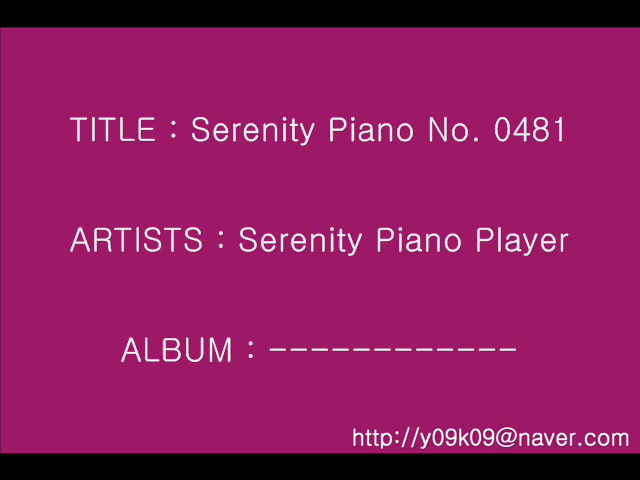 TITLE : Serenity Piano No. 0481
ARTISTS : Serenity Piano Player
ALBUM : ------------
http://y09k09@naver.com